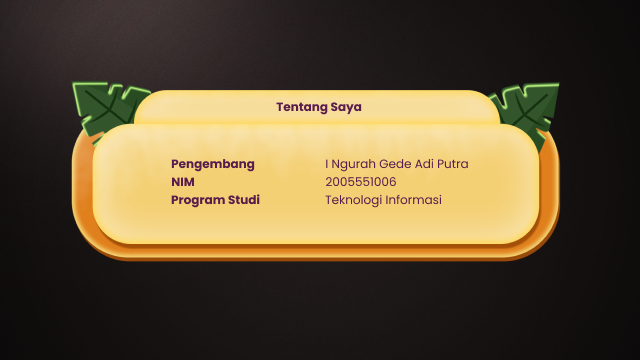 Tentang Saya
Pengembang I Ngurah Gede Adi Putra
NIM 2005551006
Program Studi Teknologi Informasi